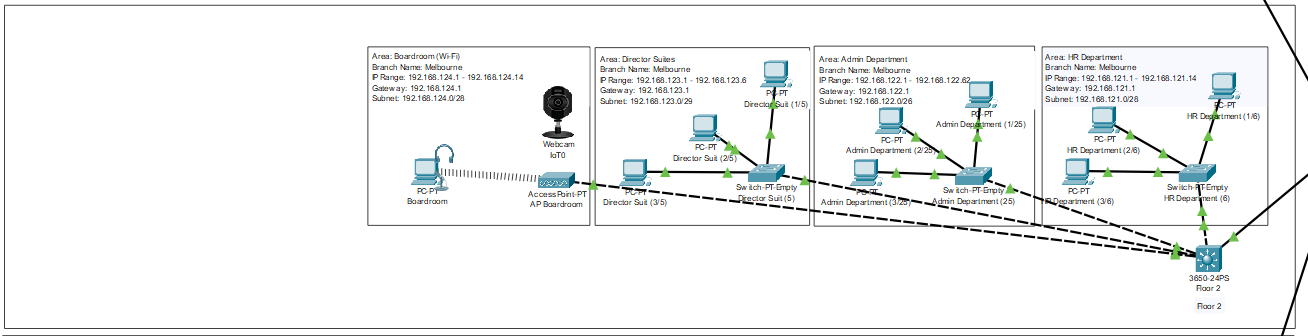 Area: Boardroom (Wi-Fi)
Branch Name: Melbourne
IP Range: 192.168.124.1 - 192.168.124.14
Gateway: 192.168.124.1
Subnet: 192.168.124.0/28
Webcam
IoT0
PC-PT
Boardroom
AccessPoint-PT
AP Boardroom
Area: Director Suites
Branch Name: Melbourne
IP Range: 192.168.123.1 - 192.168.123.6
Gateway: 192.168.123.1
Subnet: 192.168.123.0/29
PC-PT
Director Suit (1/5)
PC-PT
Director Suit (2/5)
PC-PT
Director Suit (3/5)
Switch-PT-Empty
Director Suit (5)
Area: Admin Department
Branch Name: Melbourne
IP Range: 192.168.122.1 - 192.168.122.62
Gateway: 192.168.122.1
Subnet: 192.168.122.0/26
PC-PT
Admin Department (1/25)
PC-PT
Admin Department (2/25)
PC-PT
Admin Department (3/25)
Switch-PT-Empty
Admin Department (25)
Area: HR Department
Branch Name: Melbourne
IP Range: 192.168.121.1 - 192.168.121.14
Gateway: 192.168.121.1
Subnet: 192.168.121.0/28
PC-PT
HR Department (1/6)
PC-PT
HR Department (2/6)
PC-PT
HR Department (3/6)
Switch-PT-Empty
HR Department (6)
3650-24PS
Floor 2
Floor 2